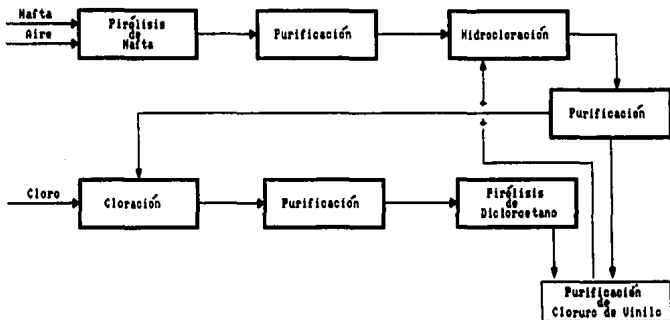 Nafta
Aire
Pirólisis
de
Nafta
Purificación
Hidrocloración
Purificación
Cloro
Cloración
Purificación
Pirólisis
de
Dicloroetano
Purificación
de
Cloruro de Vinilo